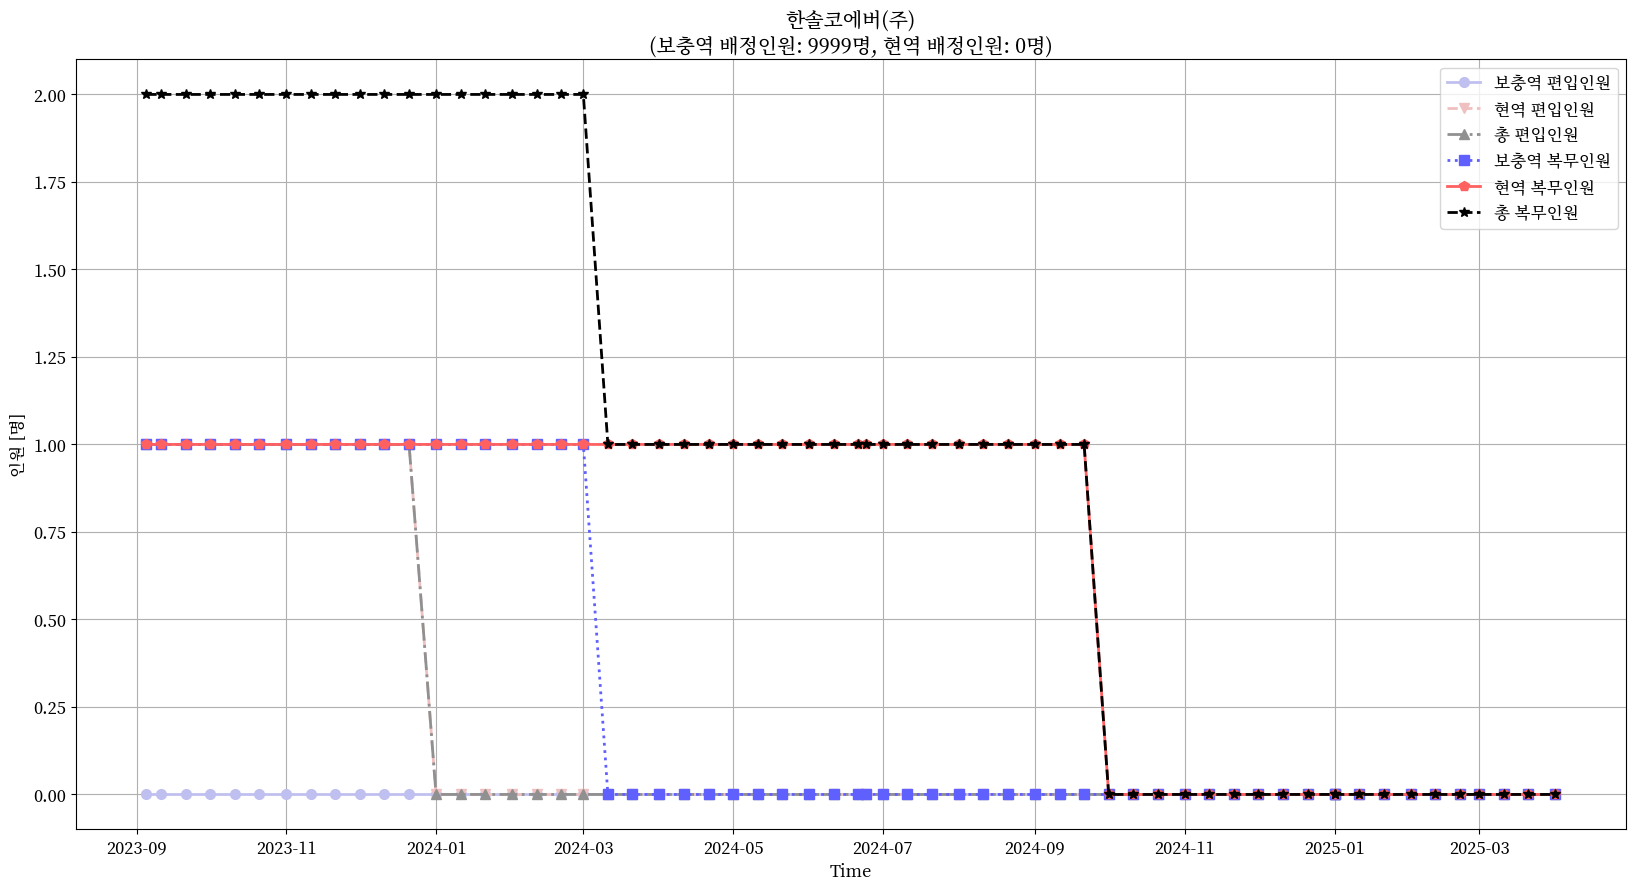 한솔코에버(주)
(보충역 배정인원: 9999명, 현역 배정인원: 0명)
보충역 편입인원
현역 편입인원
총 편입인원
보충역 복무인원
현역 복무인원
총 복무인원
인원 [명]
2.00
1.75
1.50
1.25
1.00
0.75
0.50
0.25
0.00
2023-09 2023-11 2024-01 2024-03 2024-05 2024-07 2024-09 2024-11 2025-01 2025-03
Time